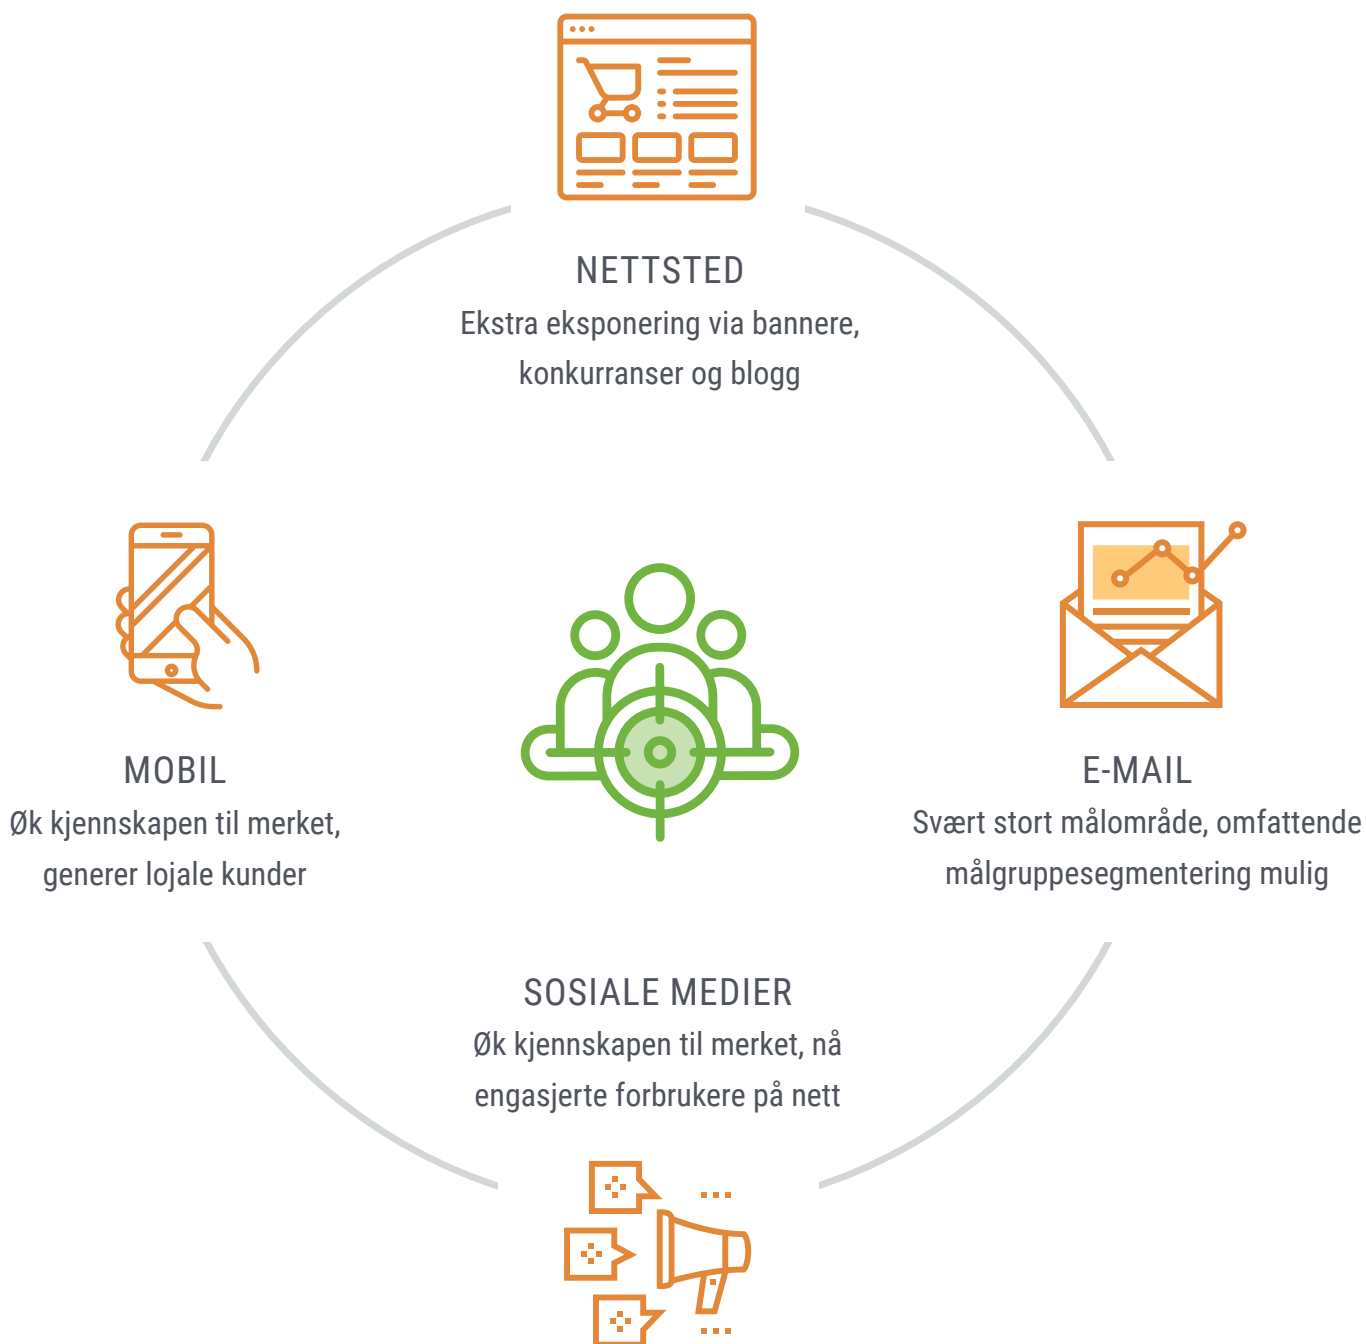 NETTSTED
Ekstra eksponering via bannere,
konkurranser og blogg
MOBIL
Øk kjennskapen til merket,
generer lojale kunder
E-MAIL
Svært stort målområde, omfattende
målgruppesegmentering mulig
SOSIALE MEDIER
Øk kjennskapen til merket, nå
engasjerte forbrukere på nett